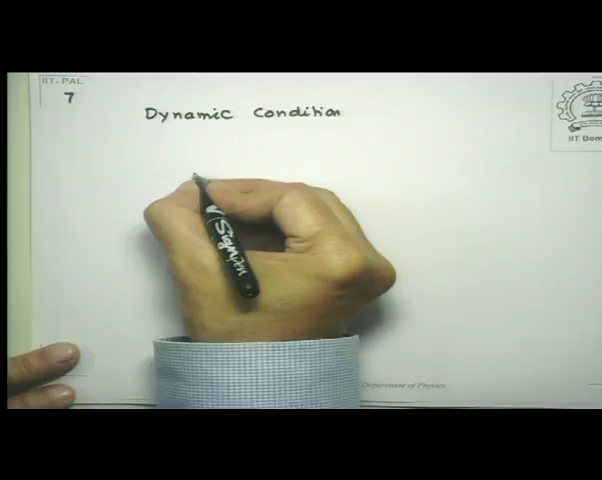 IIT- PAL
7
Dynamic Condition
IIT Bom
Department of Physics